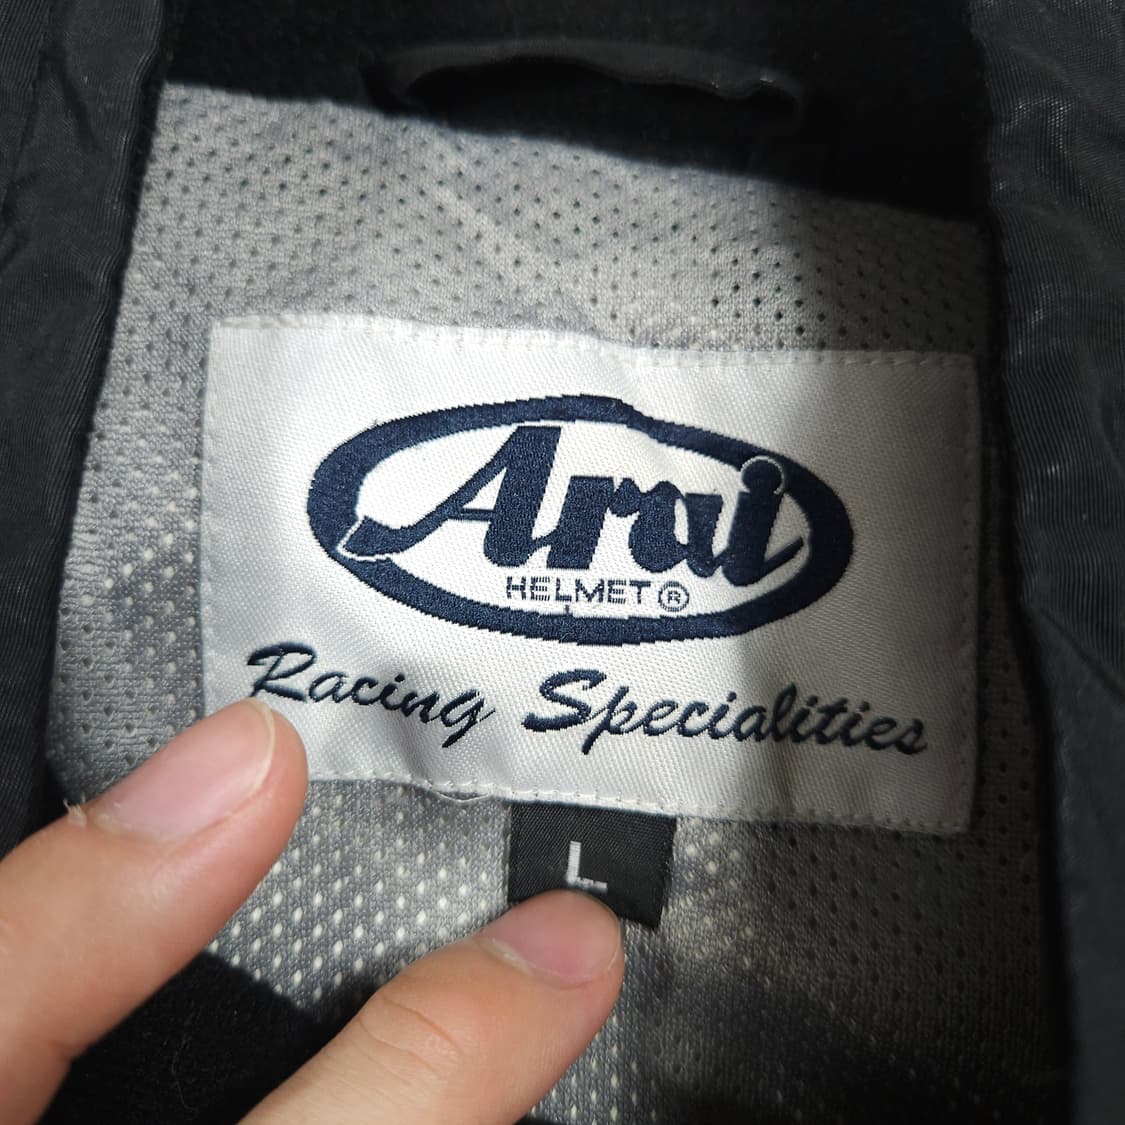 Arai
HELMET®
Racing Specialities
L